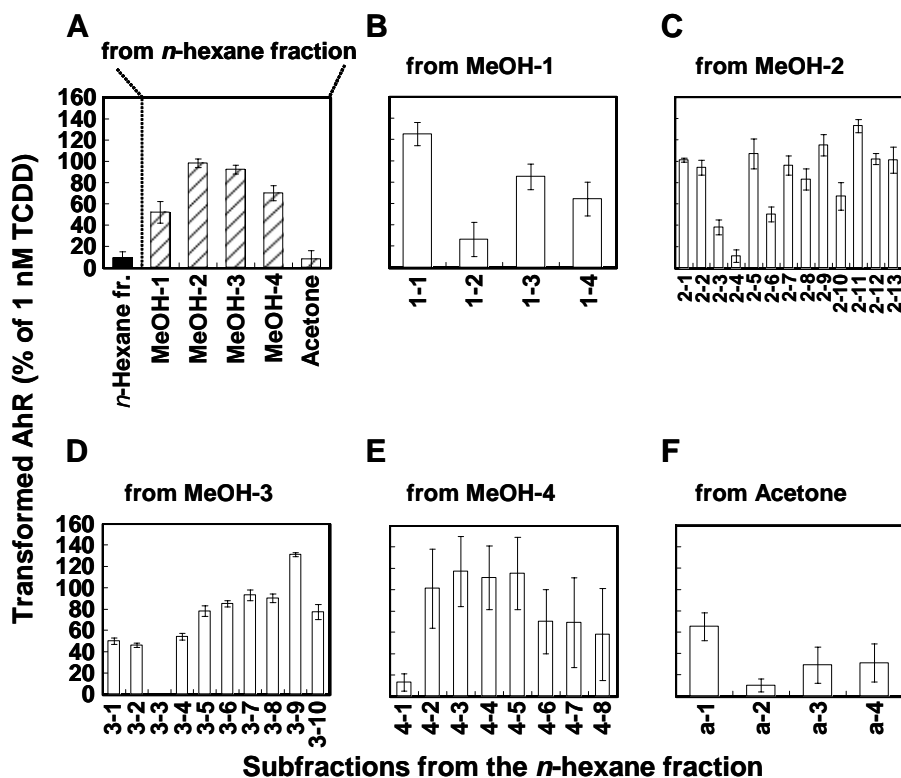 A
from n-hexane fraction
160
140
120
100
80
60
40
20
0
n-Hexane fr.
MeOH-1
MeOH-2
MeOH-3
MeOH-4
Acetone
B
from MeOH-1
1-1
1-2
1-3
1-4
C
from MeOH-2
2-1
2-2
2-3
2-4
2-5
2-6
2-7
2-8
2-9
2-10
2-11
2-12
2-13
Transformed AhR (% of 1 nM TCDD)
D
from MeOH-3
160
140
120
100
80
60
40
20
0
3-1
3-2
3-3
3-4
3-5
3-6
3-7
3-8
3-9
3-10
E
from MeOH-4
4-1
4-2
4-3
4-4
4-5
4-6
4-7
4-8
F
from Acetone
a-1
a-2
a-3
a-4
Subfractions from the n-hexane fraction